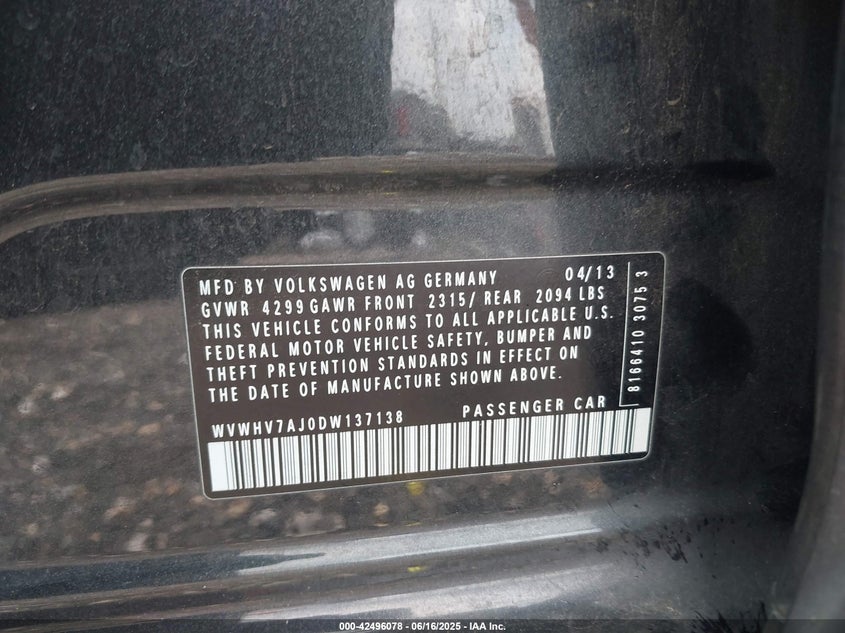 MFD BY VOLKSWAGEN AG GERMANY 04/13
GVWR 4299 GAWR FRONT 2315/ REAR 2094 LBS
THIS VEHICLE CONFORMS TO ALL APPLICABLE U.S.
FEDERAL MOTOR VEHICLE SAFETY, BUMPER AND
THEFT PREVENTION STANDARDS IN EFFECT ON
THE DATE OF MANUFACTURE SHOWN ABOVE.
WVWHV7AJ0DW137138 PASSENGER CAR
8166410 3075 3
000-42496078 - 06/16/2025 - IAA Inc.